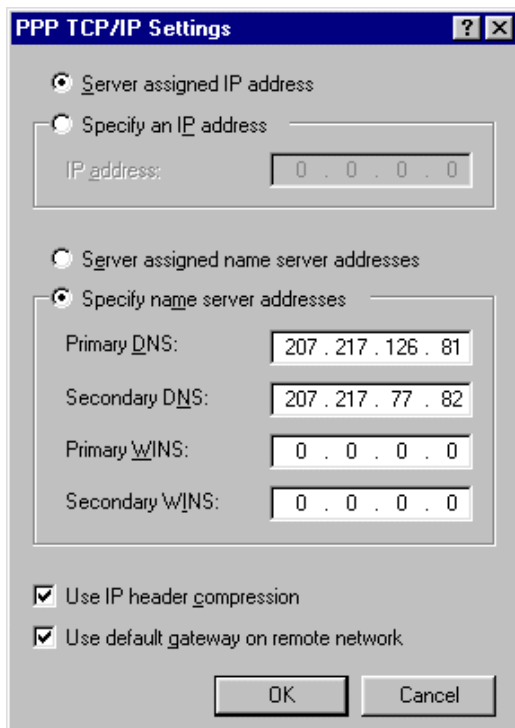 PPP TCP/IP Settings
Server assigned IP address
Specify an IP address
IP address: 0 . 0 . 0 . 0
Server assigned name server addresses
Specify name server addresses
Primary DNS: 207 . 217 . 126 . 81
Secondary DNS: 207 . 217 . 77 . 82
Primary WINS: 0 . 0 . 0 . 0
Secondary WINS: 0 . 0 . 0 . 0
Use IP header compression
Use default gateway on remote network
OK Cancel